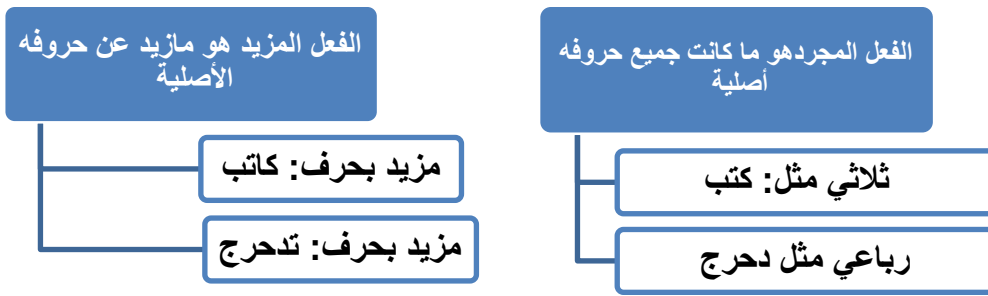 الفعل المجردهو ما كانت جميع حروفه
أصلية
ثلاثي مثل: كتب
رباعي مثل دحرج
الفعل المزيد هو مازيد عن حروفه
الأصلية
مزيد بحرف: كاتب
مزيد بحرف: تدحرج